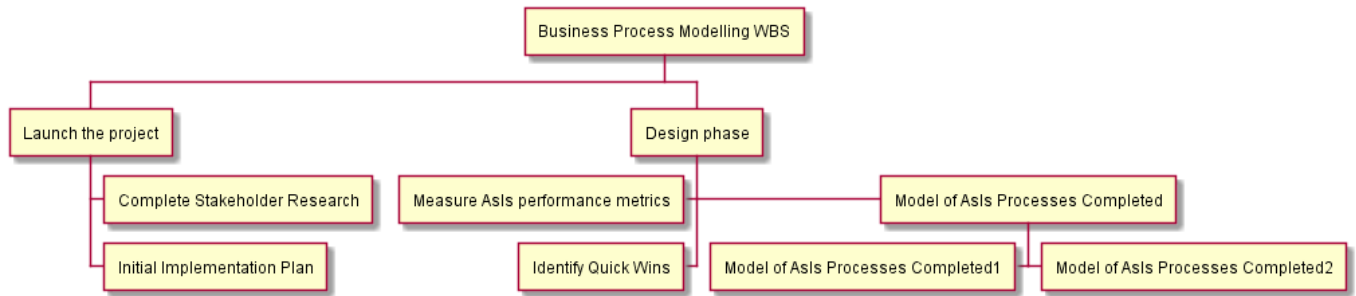 Business Process Modelling WBS
Launch the project
Design phase
Complete Stakeholder Research
Measure AsIs performance metrics
Model of AsIs Processes Completed
Initial Implementation Plan
Identify Quick Wins
Model of AsIs Processes Completed1
Model of AsIs Processes Completed2